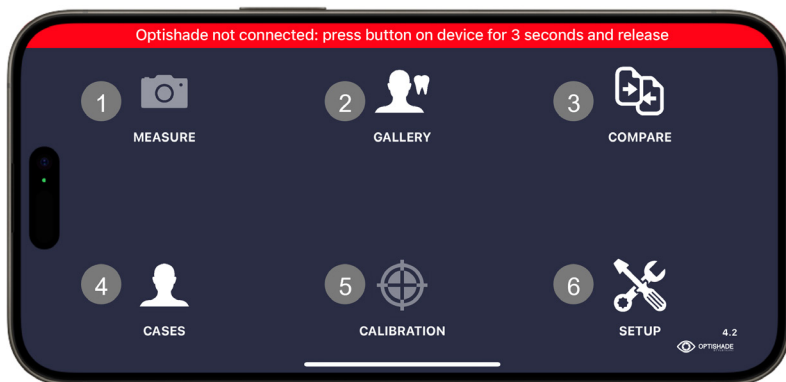 Optishade not connected: press button on device for 3 seconds and release
1
MEASURE
2
GALLERY
3
COMPARE
4
CASES
5
CALIBRATION
6
SETUP
4.2
OPTISHADE